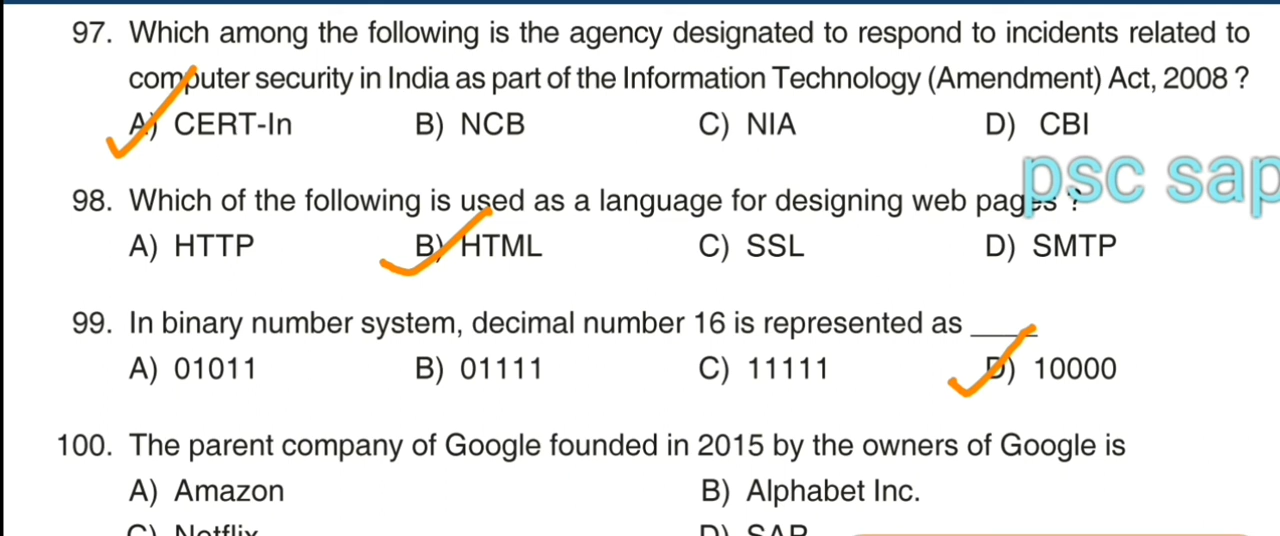 97. Which among the following is the agency designated to respond to incidents related to
computer security in India as part of the Information Technology (Amendment) Act, 2008 ?
A) CERT-In B) NCB C) NIA D) CBI
psc sap
98. Which of the following is used as a language for designing web pages ?
A) HTTP B) HTML C) SSL D) SMTP
99. In binary number system, decimal number 16 is represented as ____
A) 01011 B) 01111 C) 11111 D) 10000
100. The parent company of Google founded in 2015 by the owners of Google is
A) Amazon B) Alphabet Inc.
C) Netflix D) SAP